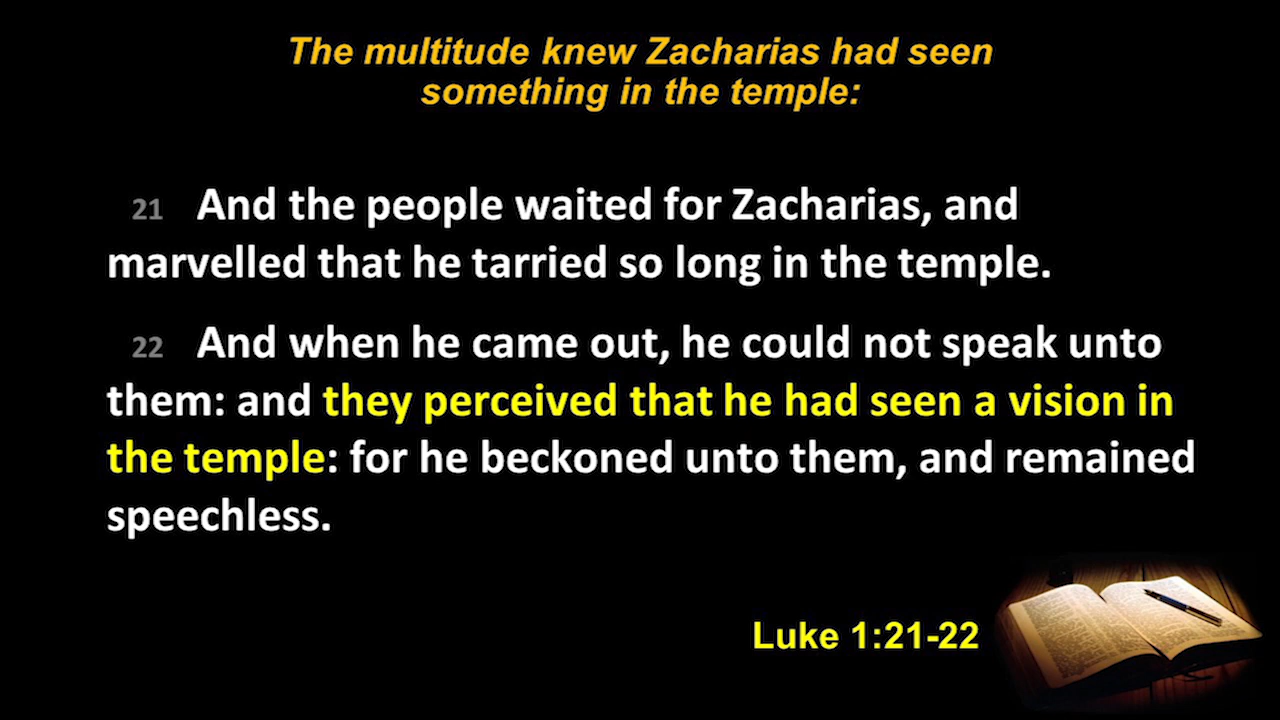 The multitude knew Zacharias had seen
something in the temple:
21 And the people waited for Zacharias, and
marvelled that he tarried so long in the temple.
22 And when he came out, he could not speak unto
them: and they perceived that he had seen a vision in
the temple: for he beckoned unto them, and remained
speechless.
Luke 1:21-22